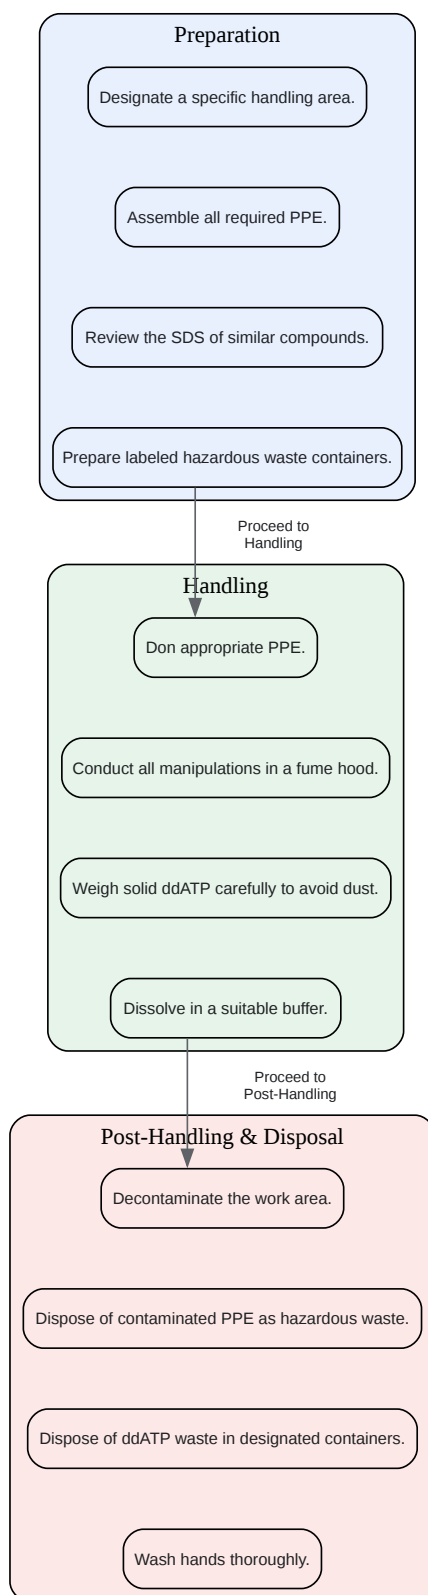 Preparation
Designate a specific handling area.
Assemble all required PPE.
Review the SDS of similar compounds.
Prepare labeled hazardous waste containers.
Proceed to
Handling
Handling
Don appropriate PPE.
Conduct all manipulations in a fume hood.
Weigh solid ddATP carefully to avoid dust.
Dissolve in a suitable buffer.
Proceed to
Post-Handling
Post-Handling & Disposal
Decontaminate the work area.
Dispose of contaminated PPE as hazardous waste.
Dispose of ddATP waste in designated containers.
Wash hands thoroughly.